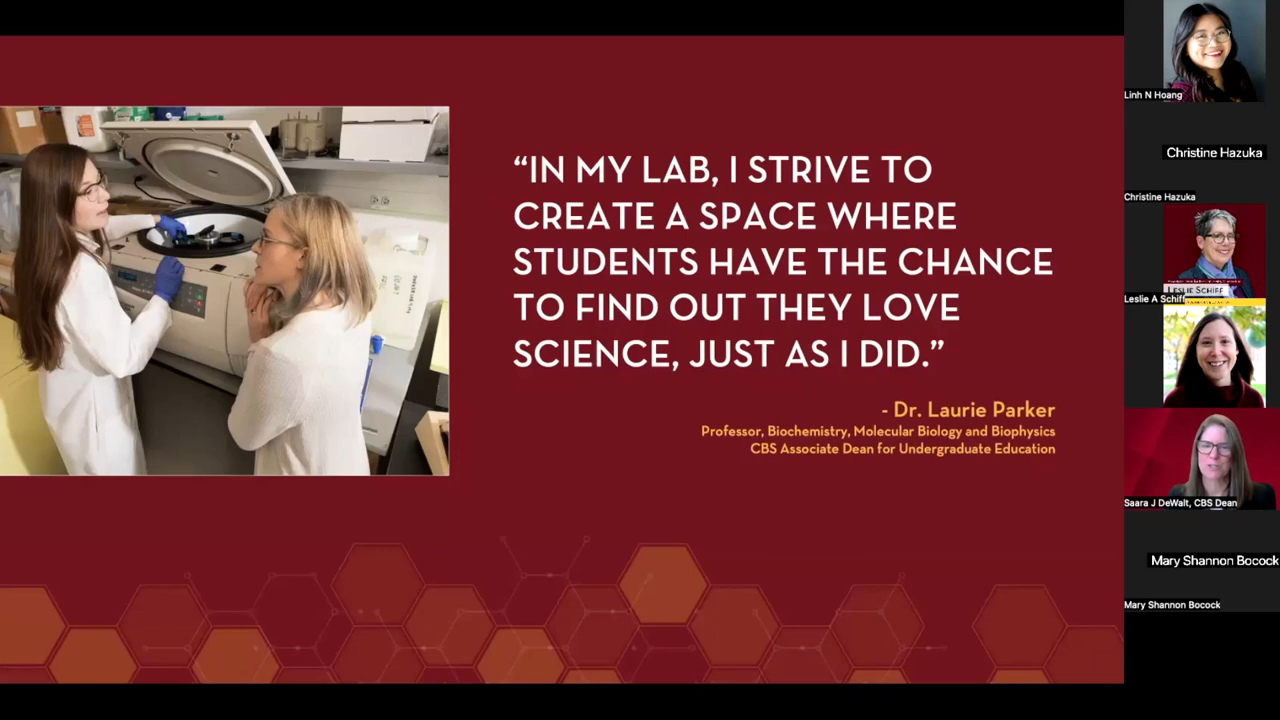 “IN MY LAB, I STRIVE TO
CREATE A SPACE WHERE
STUDENTS HAVE THE CHANCE
TO FIND OUT THEY LOVE
SCIENCE, JUST AS I DID.”
- Dr. Laurie Parker
Professor, Biochemistry, Molecular Biology and Biophysics
CBS Associate Dean for Undergraduate Education
Linh N Hoang
Christine Hazuka
Christine Hazuka
LESLIE SCHIFF
Leslie A Schiff
Saara J DeWalt, CBS Dean
Mary Shannon Bocock
Mary Shannon Bocock